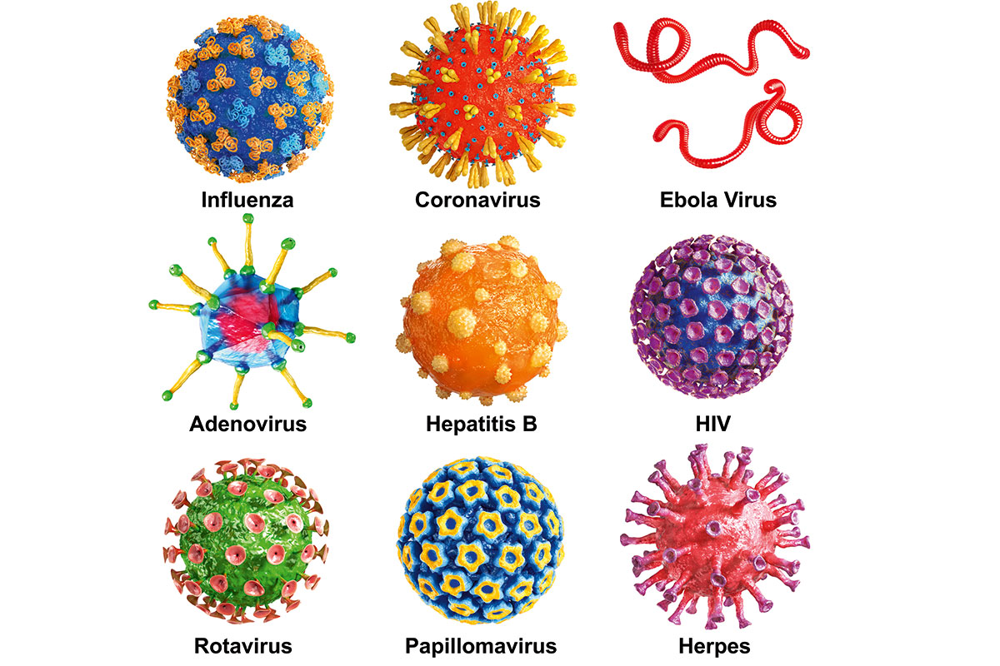 Influenza
Coronavirus
Ebola Virus
Adenovirus
Hepatitis B
HIV
Rotavirus
Papillomavirus
Herpes